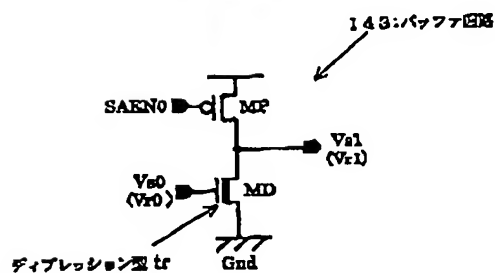 143:バッファ回路
SAEN0
MP
Vs1
(Vr1)
Vs0
(Vr0)
MD
ディプレッション型 tr
Gnd